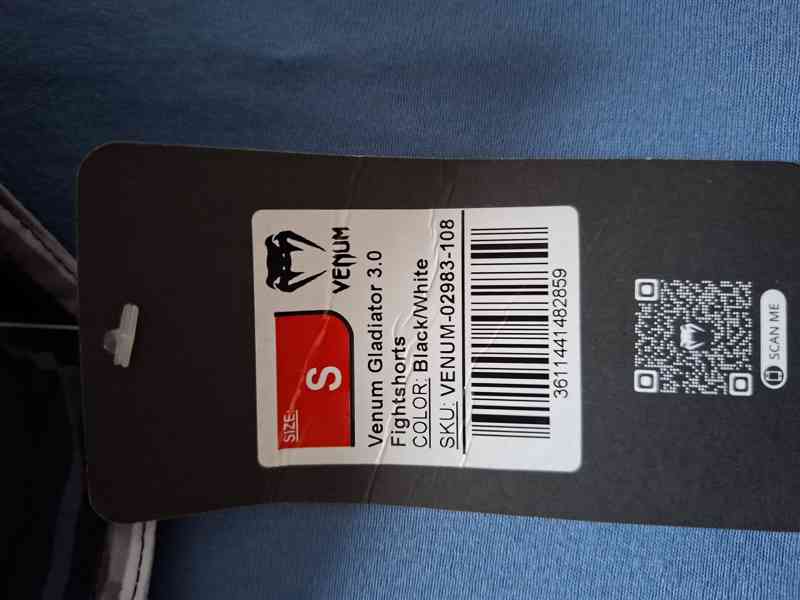 VENUM
SIZE:
S
Venum Gladiator 3.0
Fightshorts
COLOR: Black/White
SKU: VENUM-02983-108
3611441482859
SCAN ME